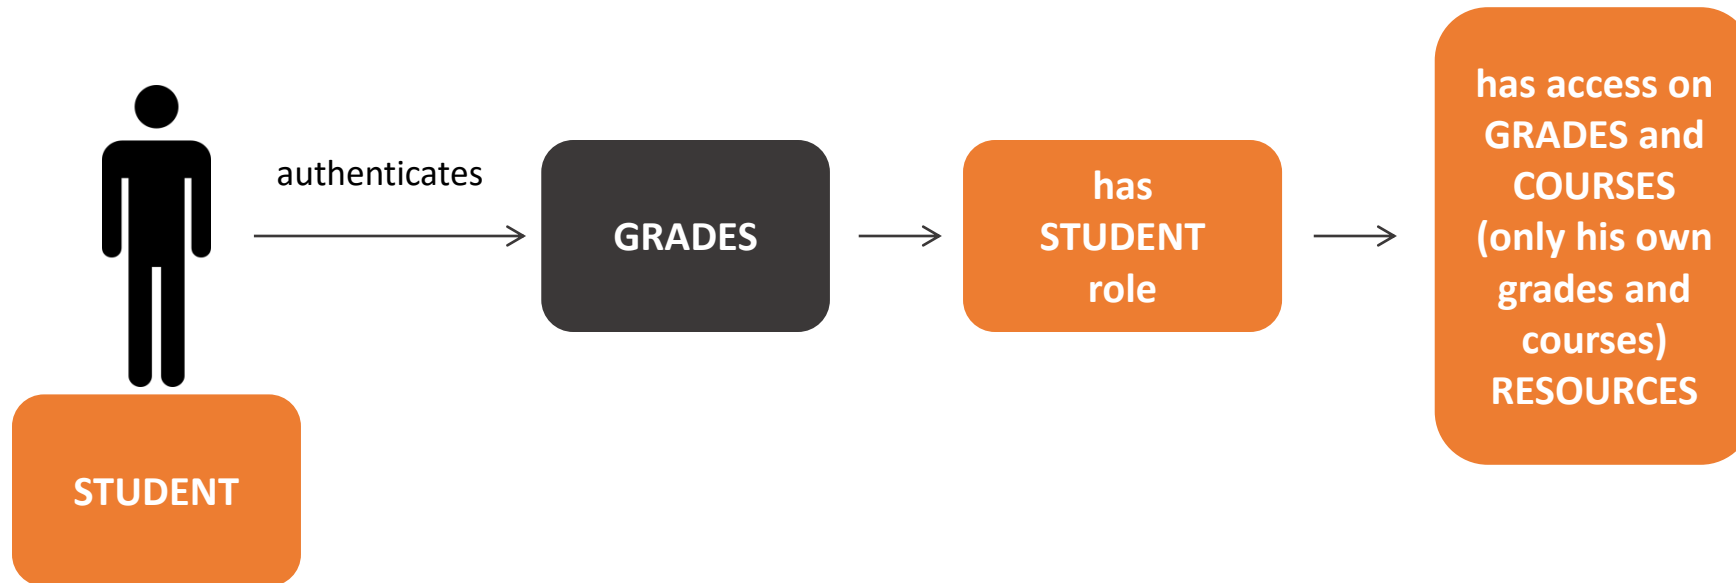 authenticates
STUDENT
GRADES
has
STUDENT
role
has access on
GRADES and
COURSES
(only his own
grades and
courses)
RESOURCES